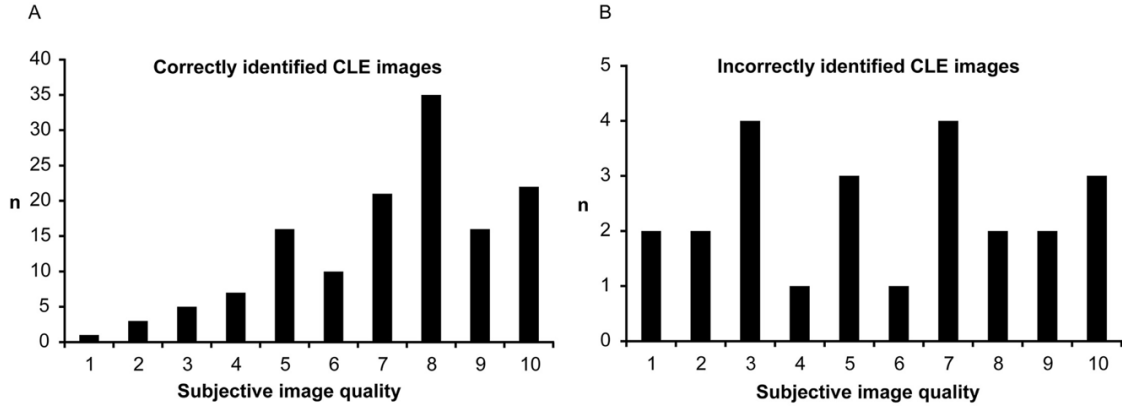 A
Correctly identified CLE images
40
35
30
25
20
15
10
5
0
n
1 2 3 4 5 6 7 8 9 10
Subjective image quality
B
Incorrectly identified CLE images
5
4
3
2
1
0
n
1 2 3 4 5 6 7 8 9 10
Subjective image quality